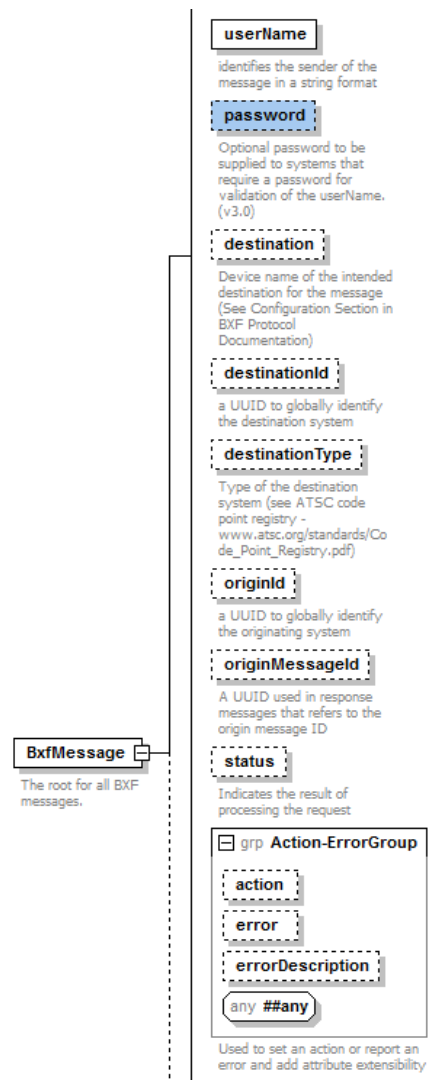 userName
identifies the sender of the
message in a string format
password
Optional password to be
supplied to systems that
require a password for
validation of the userName.
(v3.0)
destination
Device name of the intended
destination for the message
(See Configuration Section in
BXF Protocol
Documentation)
destinationId
a UUID to globally identify
the destination system
destinationType
Type of the destination
system (see ATSC code
point registry -
www.atsc.org/standards/Co
de_Point_Registry.pdf)
originId
a UUID to globally identify
the originating system
originMessageId
A UUID used in response
messages that refers to the
origin message ID
BxfMessage
The root for all BXF
messages.
status
Indicates the result of
processing the request
grp Action-ErrorGroup
action
error
errorDescription
any ##any
Used to set an action or report an
error and add attribute extensibility